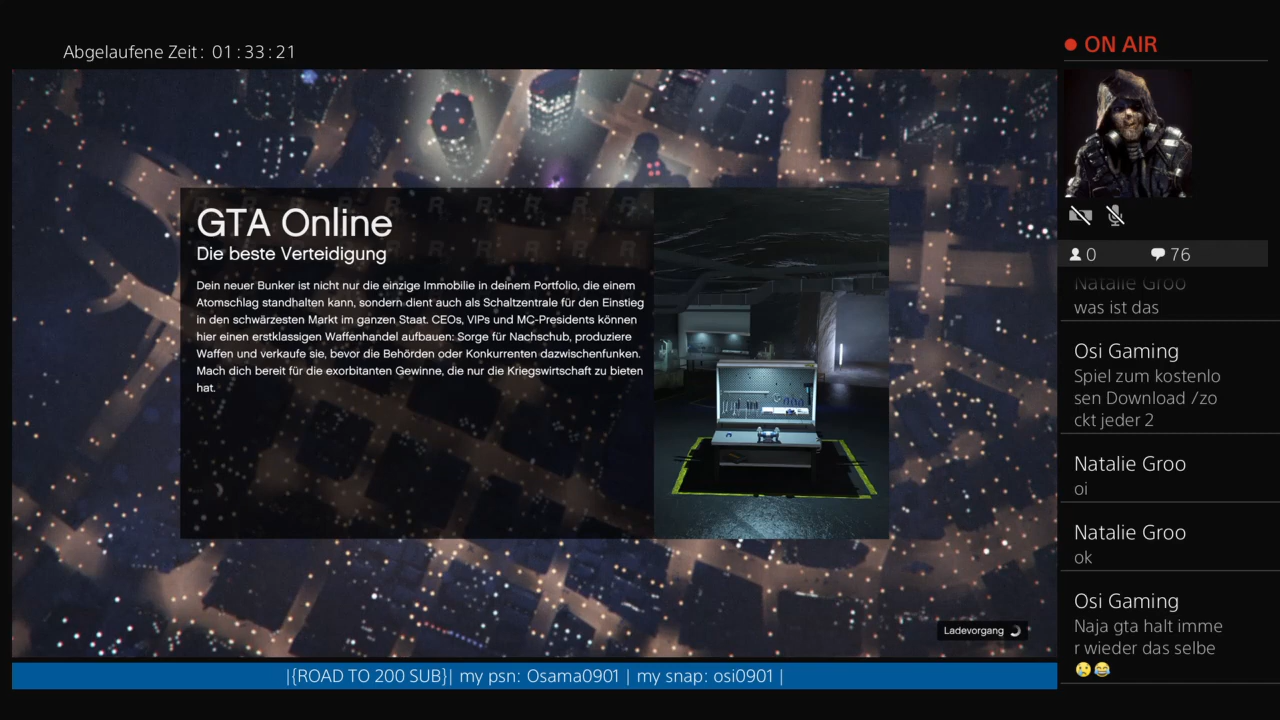 Abgelaufene Zeit: 01:33:21
ON AIR
GTA Online
Die beste Verteidigung
Dein neuer Bunker ist nicht nur die einzige Immobilie in deinem Portfolio, die einem
Atomschlag standhalten kann, sondern dient auch als Schaltzentrale für den Einstieg
in den schwärzesten Markt im ganzen Staat. CEOs, VIPs und MC-Presidents können
hier einen erstklassigen Waffenhandel aufbauen: Sorge für Nachschub, produziere
Waffen und verkaufe sie, bevor die Behörden oder Konkurrenten dazwischenfunken.
Mach dich bereit für die exorbitanten Gewinne, die nur die Kriegswirtschaft zu bieten
hat.
Ladevorgang
|{ROAD TO 200 SUB}| my psn: Osama0901 | my snap: osi0901 |
0 76
Natalie Groo
was ist das
Osi Gaming
Spiel zum kostenlo
sen Download /zo
ckt jeder 2
Natalie Groo
oi
Natalie Groo
ok
Osi Gaming
Naja gta halt imme
r wieder das selbe
😢😂